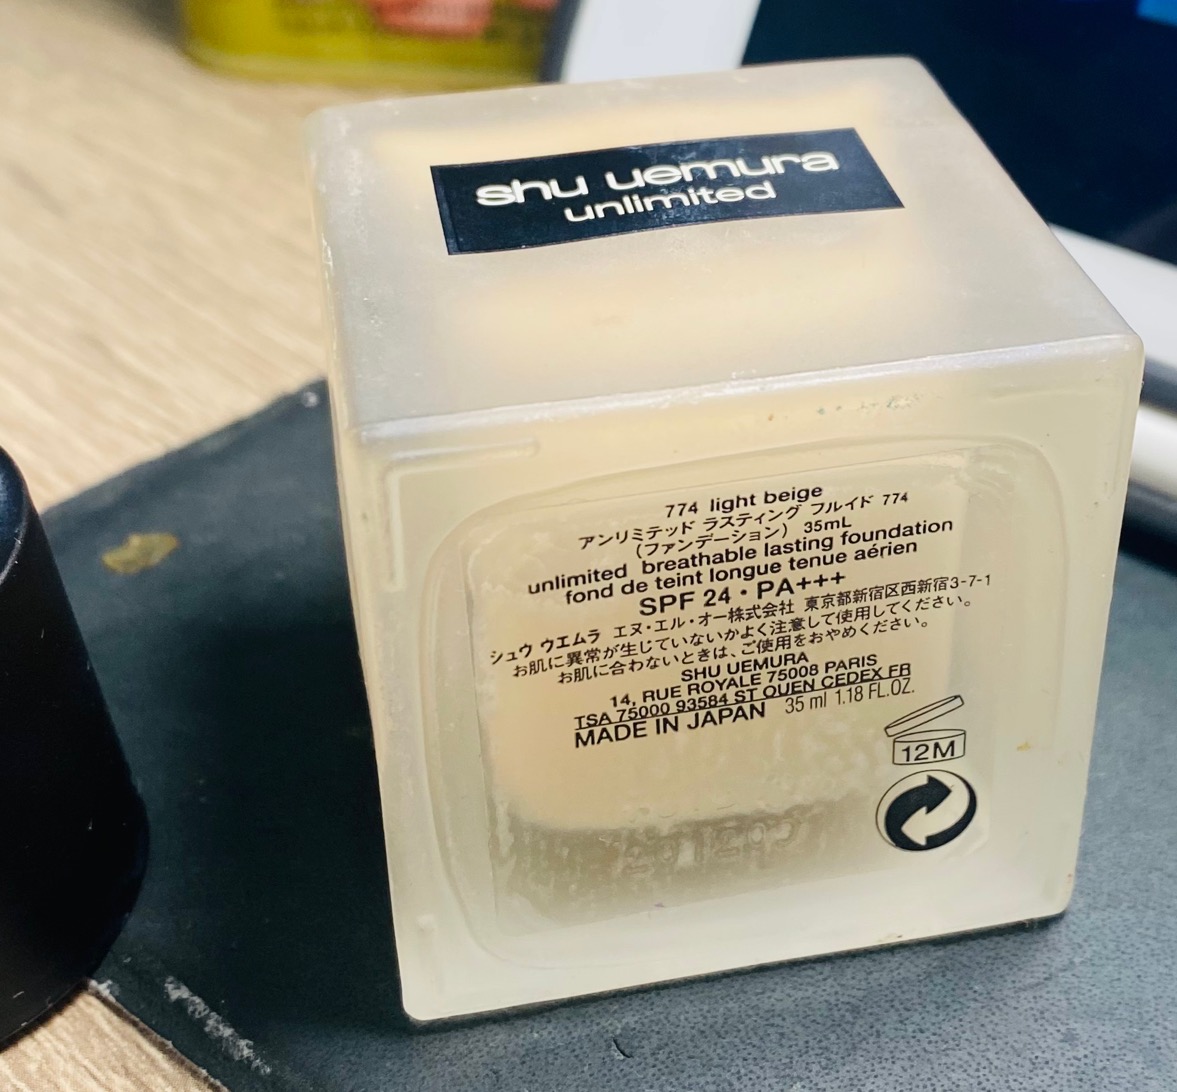 shu uemura
unlimited
774 light beige
アンリミテッド ラスティング フルイド 774
（ファンデーション） 35mL
unlimited breathable lasting foundation
fond de teint longue tenue aérien
SPF 24・PA+++
シュウ ウエムラ エヌ・エル・オー株式会社 東京都新宿区西新宿3-7-1
お肌に異常が生じていないかよく注意して使用してください。
お肌に合わないときは、ご使用をおやめください。
SHU UEMURA
14, RUE ROYALE 75008 PARIS
TSA 75000 93584 ST OUEN CEDEX FR
MADE IN JAPAN 35 ml 1.18 FL.OZ.
12M